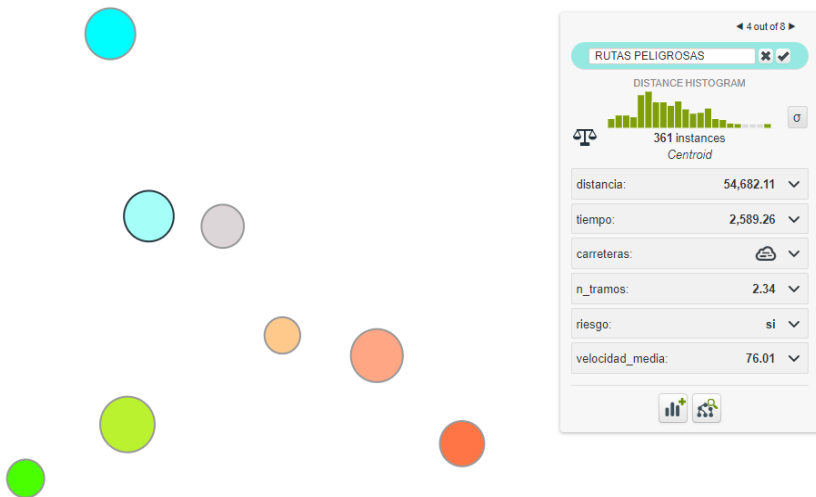 ◄ 4 out of 8 ►
RUTAS PELIGROSAS
DISTANCE HISTOGRAM
σ
361 instances
Centroid
distancia: 54,682.11
tiempo: 2,589.26
carreteras:
n_tramos: 2.34
riesgo: si
velocidad_media: 76.01